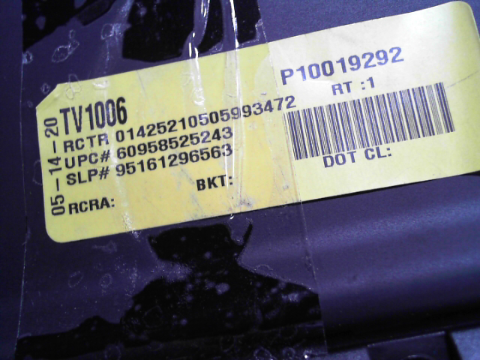 05-14-20
TV1006
RCTR 01425210505993472
UPC# 60958525243
SLP# 95161296563
RCRA:
BKT:
P10019292
RT :1
DOT CL: